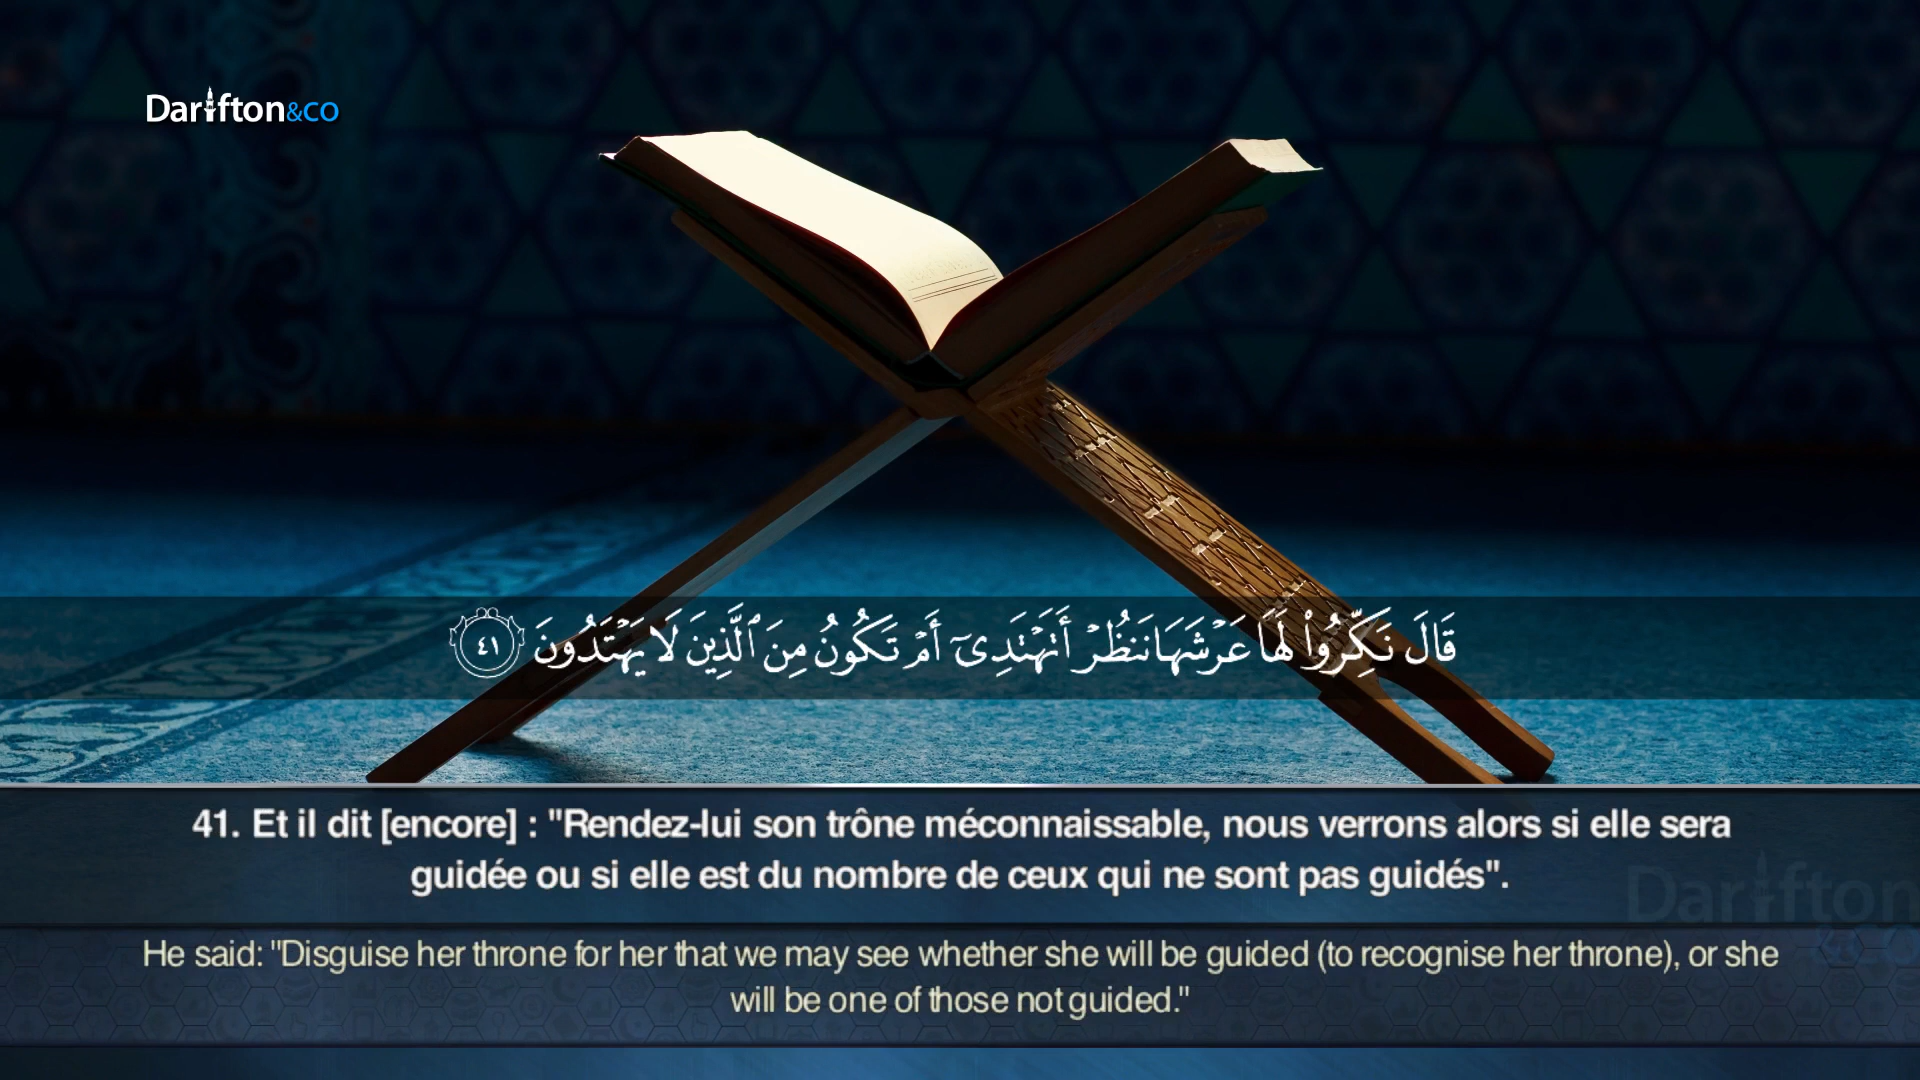 Darifton&co
قَالَ نَكِّرُوا۟ لَهَا عَرْشَهَا نَنظُرْ أَتَهْتَدِىٓ أَمْ تَكُونُ مِنَ ٱلَّذِينَ لَا يَهْتَدُونَ ٤١
41. Et il dit [encore] : "Rendez-lui son trône méconnaissable, nous verrons alors si elle sera
guidée ou si elle est du nombre de ceux qui ne sont pas guidés".
Darifton
&co
He said: "Disguise her throne for her that we may see whether she will be guided (to recognise her throne), or she
will be one of those not guided."